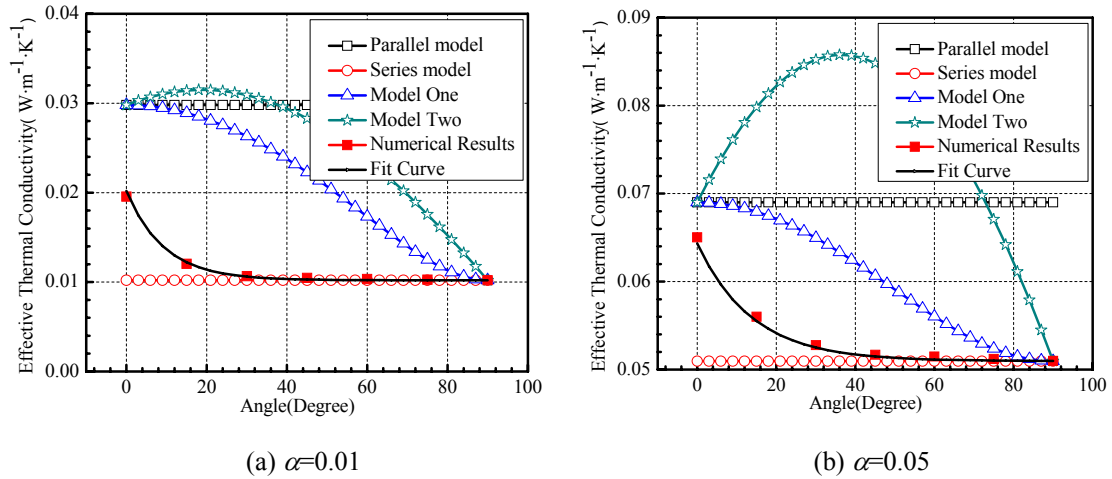 0.04
0.03
0.02
0.01
0.00
0
20
40
60
80
100
Effective Thermal Conductivity( W·m⁻¹·K⁻¹)
Angle(Degree)
Parallel model
Series model
Model One
Model Two
Numerical Results
Fit Curve
(a) α=0.01
0.09
0.08
0.07
0.06
0.05
0
20
40
60
80
100
Effective Thermal Conductivity( W·m⁻¹·K⁻¹)
Angle(Degree)
Parallel model
Series model
Model One
Model Two
Numerical Results
Fit Curve
(b) α=0.05